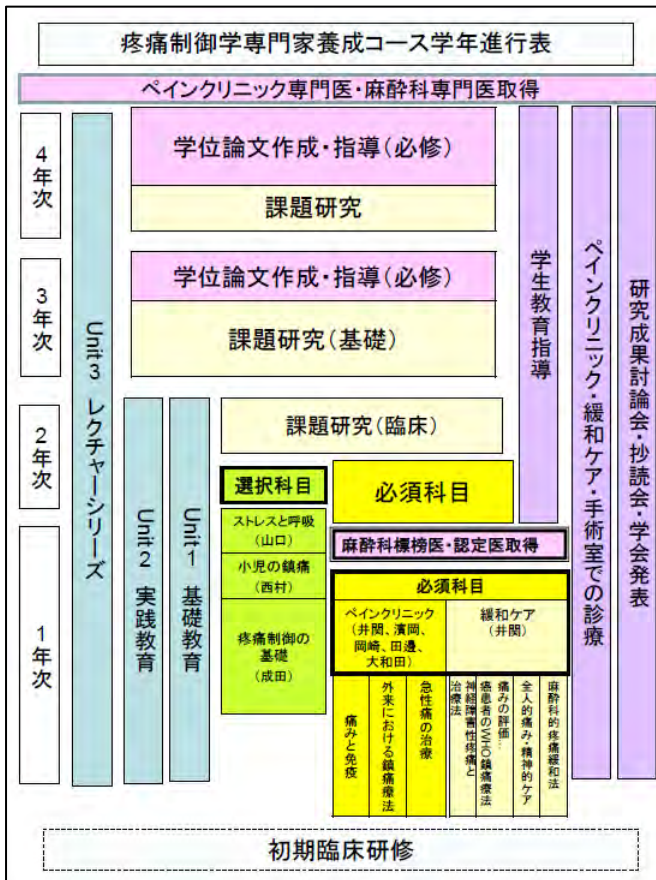 疼痛制御学専門家養成コース学年進行表
ペインクリニック専門医・麻酔科専門医取得
4年次
学位論文作成・指導(必修)
課題研究
3年次
学位論文作成・指導(必修)
課題研究(基礎)
2年次
課題研究(臨床)
1年次
Unit3 レクチャーシリーズ
Unit2 実践教育
Unit1 基礎教育
選択科目
ストレスと呼吸
(山口)
小児の鎮痛
(西村)
疼痛制御の
基礎
(成田)
必須科目
麻酔科標榜医・認定医取得
必須科目
ペインクリニック
(井関、濱岡、
岡崎、田邉、
大和田)
緩和ケア
(井関)
痛みと免疫
外来における鎮痛療法
急性痛の治療
神経障害性疼痛と
治療法
癌患者のWHO鎮痛療法
痛みの評価…
全人的痛み・精神的ケア
麻酔科的疼痛緩和法
学生教育指導
ペインクリニック・緩和ケア・手術室での診療
研究成果討論会・抄読会・学会発表
初期臨床研修